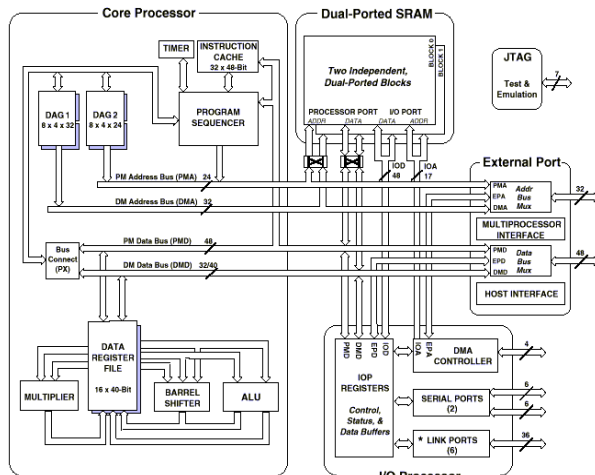 Core Processor
TIMER
INSTRUCTION
CACHE
32 x 48-Bit
DAG 1
8 x 4 x 32
DAG 2
8 x 4 x 24
PROGRAM
SEQUENCER
PM Address Bus (PMA)
24
DM Address Bus (DMA)
32
Bus
Connect
(PX)
PM Data Bus (PMD)
48
DM Data Bus (DMD)
32/40
DATA
REGISTER
FILE
16 x 40-Bit
MULTIPLIER
BARREL
SHIFTER
ALU
Dual-Ported SRAM
Two Independent,
Dual-Ported Blocks
BLOCK 0
BLOCK 1
PROCESSOR PORT
I/O PORT
ADDR
DATA
DATA
ADDR
IOD
48
IOA
17
JTAG
Test &
Emulation
7
External Port
PMA
EPA
DMA
Addr
Bus
Mux
32
MULTIPROCESSOR
INTERFACE
PMD
EPD
DMD
Data
Bus
Mux
48
HOST INTERFACE
PMD
DMD
EPD
IOD
IOA
EPA
IOP
REGISTERS
Control,
Status, &
Data Buffers
DMA
CONTROLLER
4
SERIAL PORTS
(2)
6
6
* LINK PORTS
(6)
36
I/O Processor